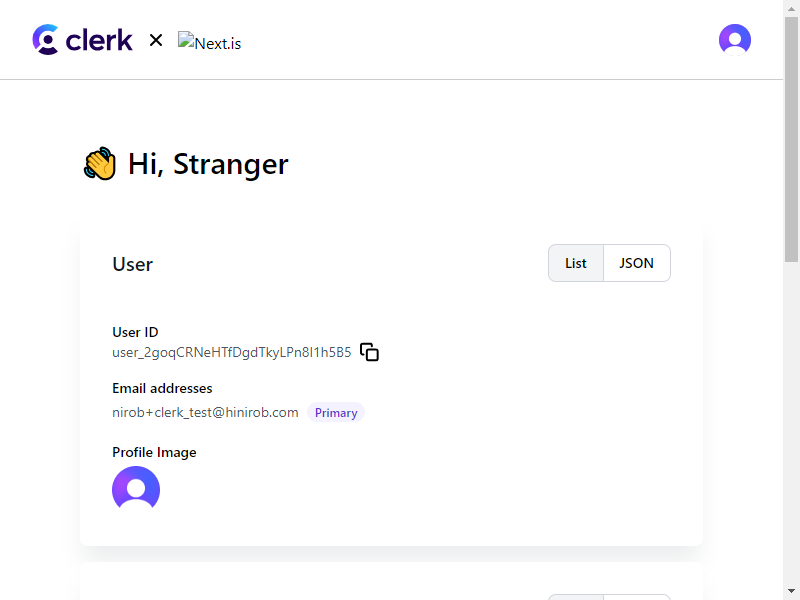 clerk
Next.is
Hi, Stranger
User
List
JSON
User ID
user_2goqCRNeHTfDgdTkyLPn8I1h5B5
Email addresses
nirob+clerk_test@hinirob.com Primary
Profile Image